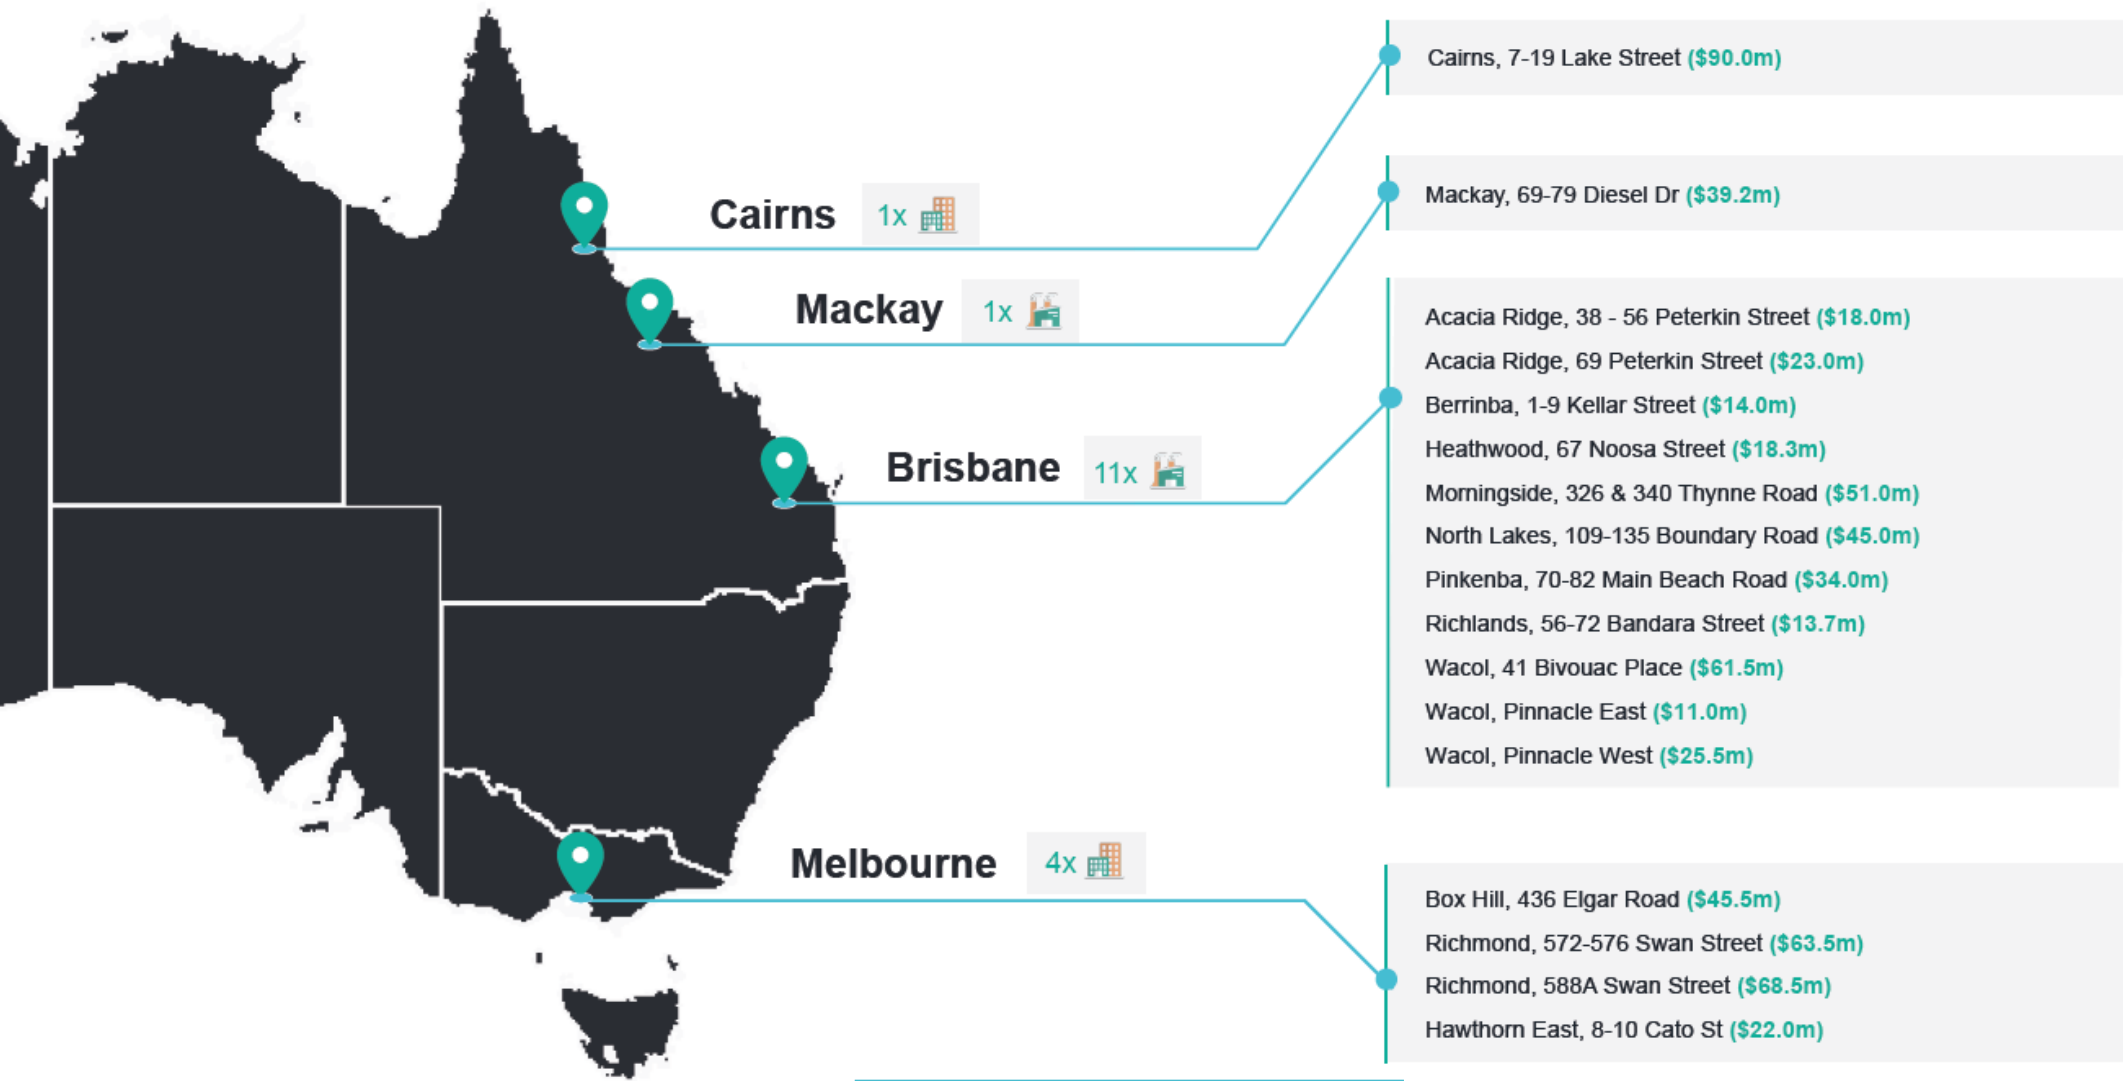 Cairns, 7-19 Lake Street ($90.0m)
Cairns 1x
Mackay, 69-79 Diesel Dr ($39.2m)
Mackay 1x
Acacia Ridge, 38 - 56 Peterkin Street ($18.0m)
Acacia Ridge, 69 Peterkin Street ($23.0m)
Berrinba, 1-9 Kellar Street ($14.0m)
Heathwood, 67 Noosa Street ($18.3m)
Brisbane 11x
Morningside, 326 & 340 Thynne Road ($51.0m)
North Lakes, 109-135 Boundary Road ($45.0m)
Pinkenba, 70-82 Main Beach Road ($34.0m)
Richlands, 56-72 Bandara Street ($13.7m)
Wacol, 41 Bivouac Place ($61.5m)
Wacol, Pinnacle East ($11.0m)
Wacol, Pinnacle West ($25.5m)
Melbourne 4x
Box Hill, 436 Elgar Road ($45.5m)
Richmond, 572-576 Swan Street ($63.5m)
Richmond, 588A Swan Street ($68.5m)
Hawthorn East, 8-10 Cato St ($22.0m)